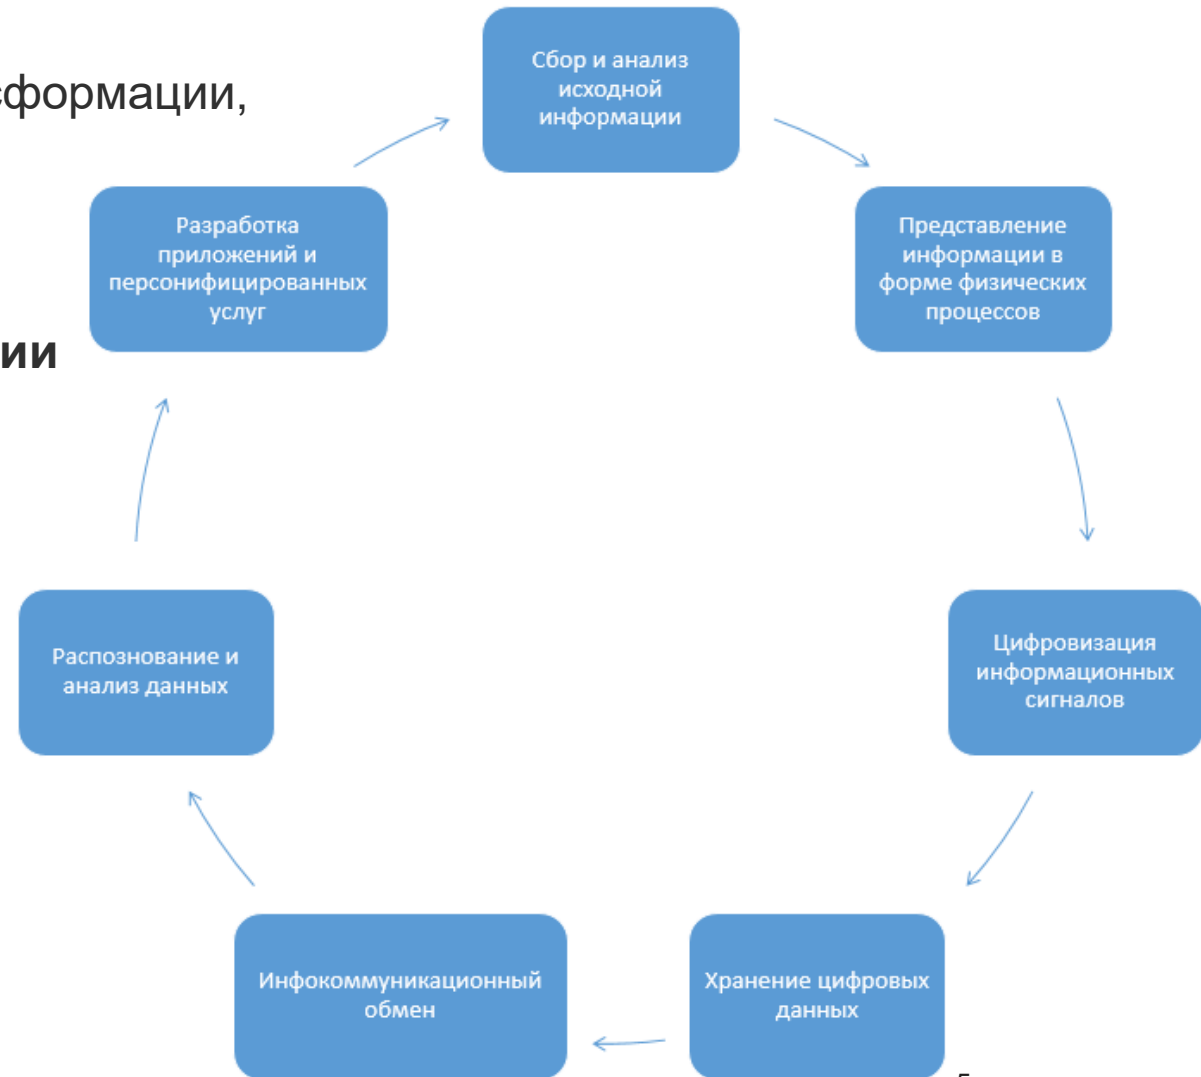 сформации,
ии
Сбор и анализ
исходной
информации
Представление
информации в
форме физических
процессов
Цифровизация
информационных
сигналов
Хранение цифровых
данных
Инфокоммуникационный
обмен
Распознование и
анализ данных
Разработка
приложений и
персонифицированных
услуг